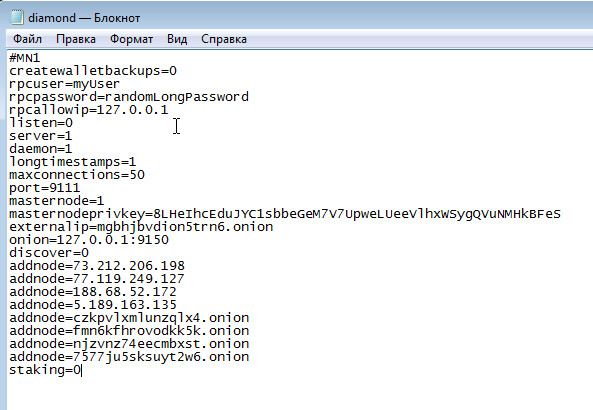 diamond — Блокнот
Файл Правка Формат Вид Справка
#MN1
createwalletbackups=0
rpcuser=myUser
rpcpassword=randomLongPassword
rpcallowip=127.0.0.1
listen=0
server=1
daemon=1
longtimestamps=1
maxconnections=50
port=9111
masternode=1
masternodeprivkey=8LHeIhcEduJYC1sbbeGeM7V7UpweLUeeVlhxWSygQVuNMHkBFeS
externalip=mgbhjbvdion5trn6.onion
onion=127.0.0.1:9150
discover=0
addnode=73.212.206.198
addnode=77.119.249.127
addnode=188.68.52.172
addnode=5.189.163.135
addnode=czkpvlxmlunzqlx4.onion
addnode=fmn6kfhrovodkk5k.onion
addnode=njzvnz74eecmbxst.onion
addnode=7577ju5sksuyt2w6.onion
staking=0